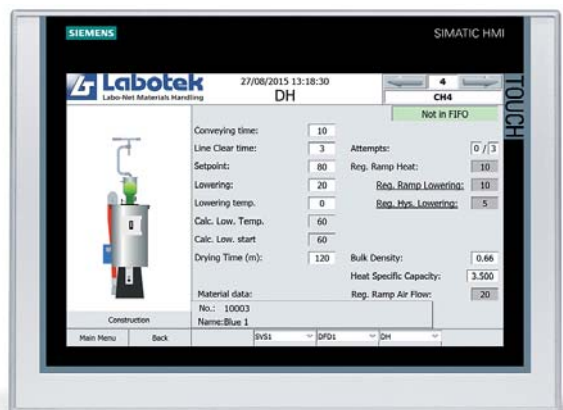 SIEMENS
SIMATIC HMI
TOUCH
Labotek
Labo-Net Materials Handling
27/08/2015 13:18:30
DH
4
CH4
Not in FIFO
Conveying time: 10
Line Clear time: 3 Attempts: 0 / 3
Setpoint: 80 Reg. Ramp Heat: 10
Lowering: 20 Reg. Ramp Lowering: 10
Lowering temp. 0 Reg. Hys. Lowering: 5
Calc. Low. Temp. 60
Calc. Low. start 60
Drying Time (m): 120 Bulk Density: 0.66
Heat Specific Capacity: 3.500
Material data: Reg. Ramp Air Flow: 20
No.: 10003
Name:Blue 1
Construction
Main Menu Back SVS1 DFD1 DH